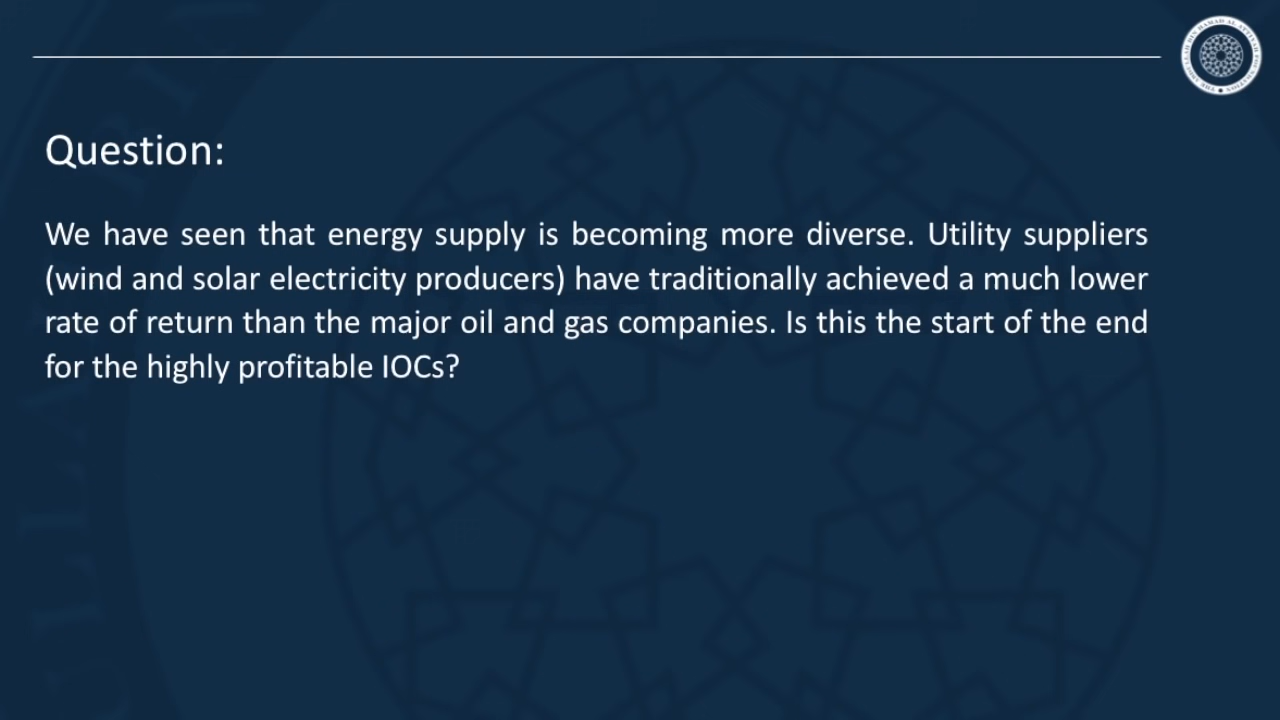 Question:
We have seen that energy supply is becoming more diverse. Utility suppliers
(wind and solar electricity producers) have traditionally achieved a much lower
rate of return than the major oil and gas companies. Is this the start of the end
for the highly profitable IOCs?